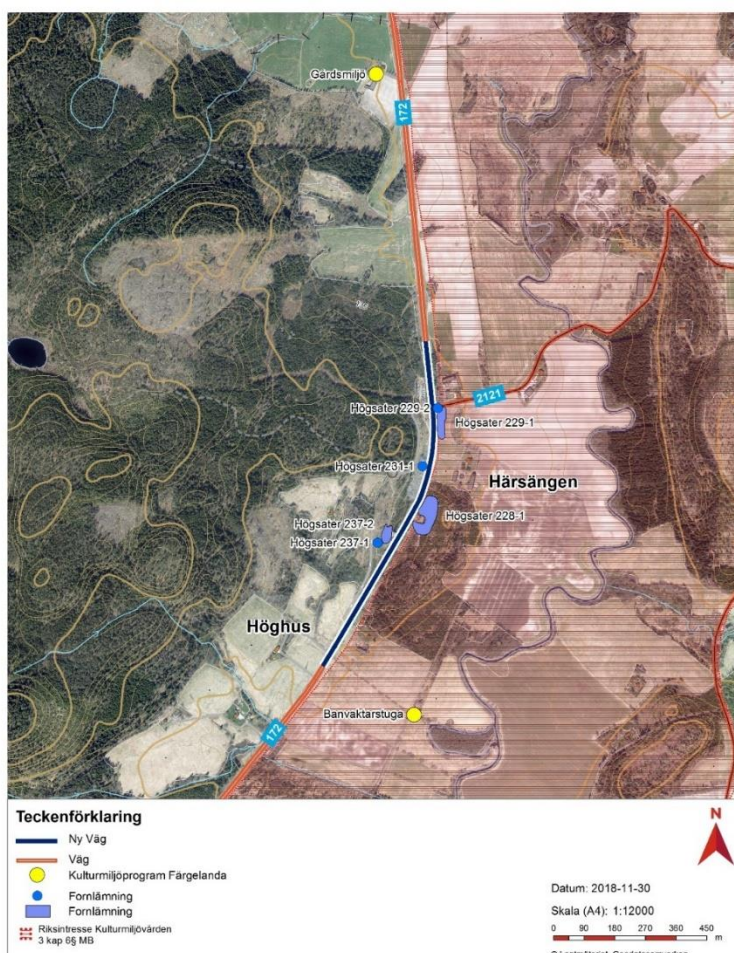 Gårdsmiljö
172
Högsäter 229-2
2121
Högsäter 229-1
Högsäter 231-1
Härsängen
Högsäter 228-1
Högsäter 237-2
Högsäter 237-1
Höghus
Banvaktarstuga
172
Teckenförklaring
Ny Väg
Väg
Kulturmiljöprogram Färgelanda
Fornlämning
Fornlämning
Riksintresse Kulturmiljövården
3 kap 6§ MB
N
Datum: 2018-11-30
Skala (A4): 1:12000
0 90 180 270 360 450
m